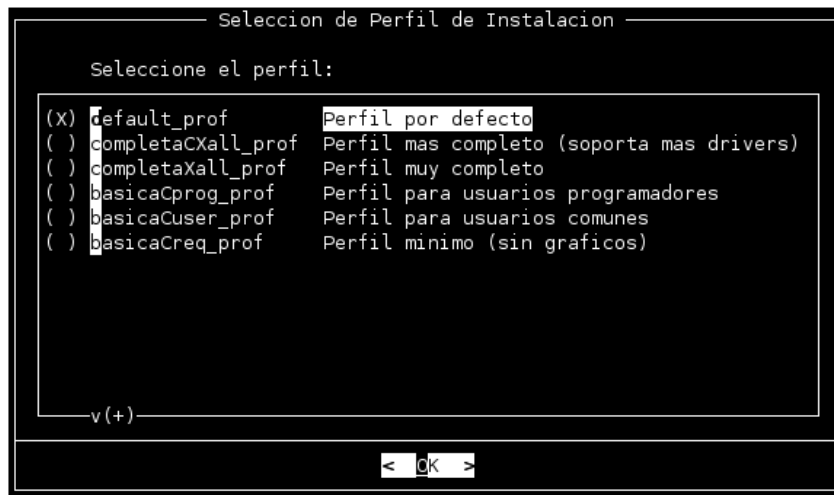 Seleccion de Perfil de Instalacion
Seleccione el perfil:
(X) default_prof Perfil por defecto
( ) completaCXall_prof Perfil mas completo (soporta mas drivers)
( ) completaXall_prof Perfil muy completo
( ) basicaCprog_prof Perfil para usuarios programadores
( ) basicaCuser_prof Perfil para usuarios comunes
( ) basicaCreq_prof Perfil minimo (sin graficos)
v(+)
< OK >